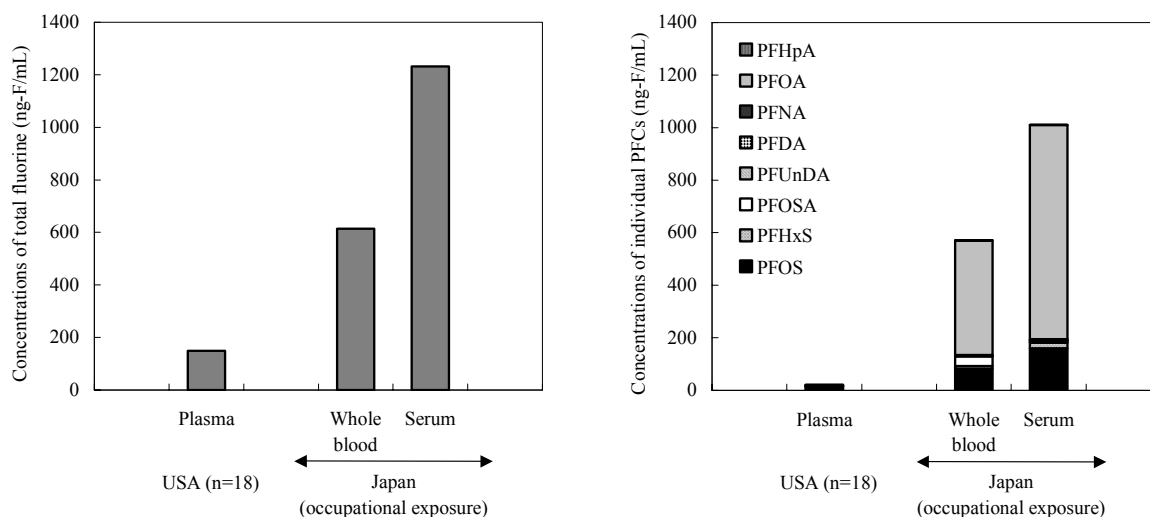 Concentrations of total fluorine (ng-F/mL)
1400
1200
1000
800
600
400
200
0
Plasma
Whole
blood
Serum
USA (n=18)
Japan
(occupational exposure)
Concentrations of individual PFCs (ng-F/mL)
1400
1200
1000
800
600
400
200
0
PFHpA
PFOA
PFNA
PFDA
PFUnDA
PFOSA
PFHxS
PFOS
Plasma
Whole
blood
Serum
USA (n=18)
Japan
(occupational exposure)